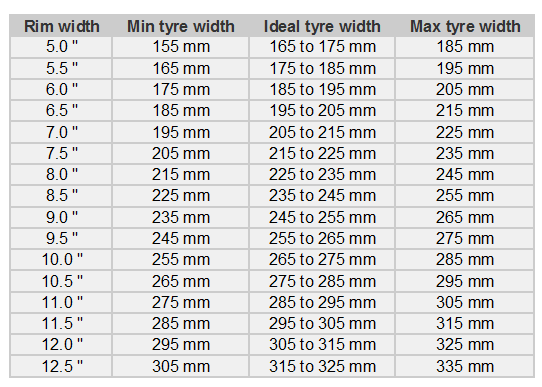 Rim width Min tyre width Ideal tyre width Max tyre width
5.0 " 155 mm 165 to 175 mm 185 mm
5.5 " 165 mm 175 to 185 mm 195 mm
6.0 " 175 mm 185 to 195 mm 205 mm
6.5 " 185 mm 195 to 205 mm 215 mm
7.0 " 195 mm 205 to 215 mm 225 mm
7.5 " 205 mm 215 to 225 mm 235 mm
8.0 " 215 mm 225 to 235 mm 245 mm
8.5 " 225 mm 235 to 245 mm 255 mm
9.0 " 235 mm 245 to 255 mm 265 mm
9.5 " 245 mm 255 to 265 mm 275 mm
10.0 " 255 mm 265 to 275 mm 285 mm
10.5 " 265 mm 275 to 285 mm 295 mm
11.0 " 275 mm 285 to 295 mm 305 mm
11.5 " 285 mm 295 to 305 mm 315 mm
12.0 " 295 mm 305 to 315 mm 325 mm
12.5 " 305 mm 315 to 325 mm 335 mm